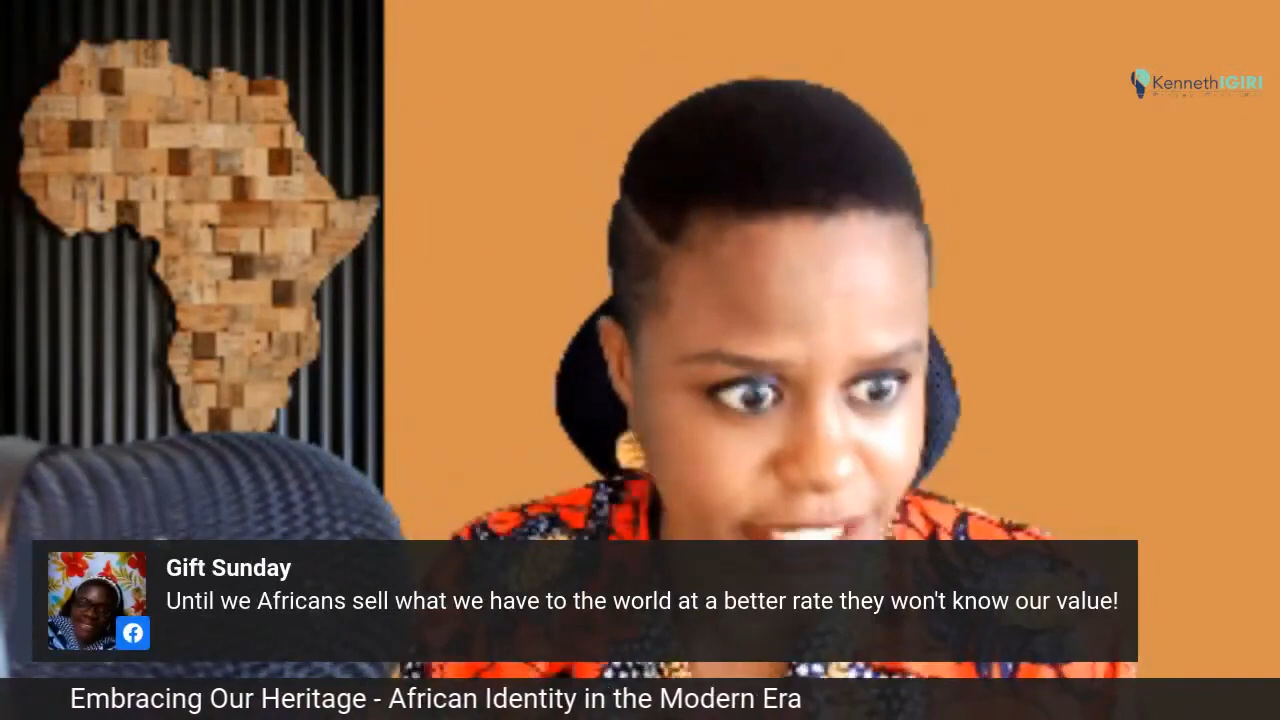 KennethIGIRI
Gift Sunday
Until we Africans sell what we have to the world at a better rate they won't know our value!
Embracing Our Heritage - African Identity in the Modern Era